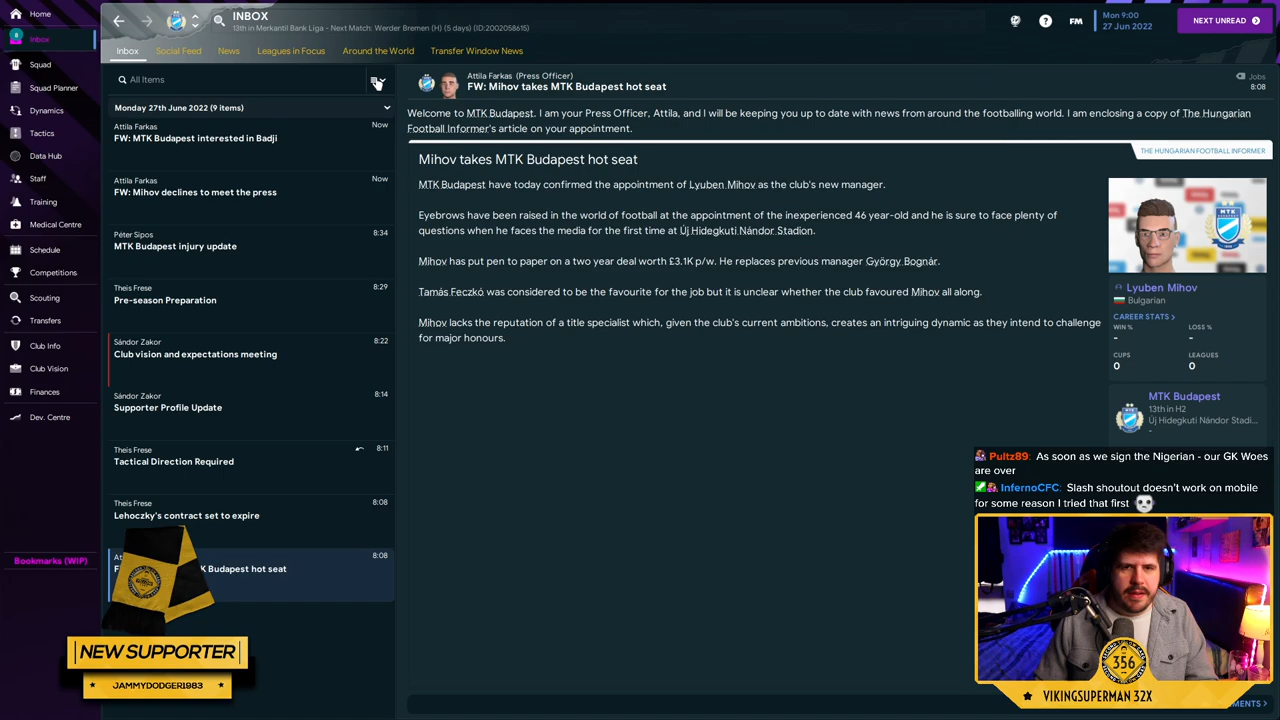 Home
INBOX
13th in Merkantil Bank Liga - Next Match: Werder Bremen (H) (5 days) (ID:2002058615)
FM
Mon 9:00
27 Jun 2022
NEXT UNREAD
8
Inbox
Squad
Squad Planner
Dynamics
Tactics
Data Hub
Staff
Training
Medical Centre
Schedule
Competitions
Scouting
Transfers
Club Info
Club Vision
Finances
Dev. Centre
Bookmarks (WIP)
Inbox
Social Feed
News
Leagues in Focus
Around the World
Transfer Window News
All Items
Monday 27th June 2022 (9 items)
Attila Farkas
Now
FW: MTK Budapest interested in Badji
Attila Farkas
Now
FW: Mihov declines to meet the press
Péter Sipos
8:34
MTK Budapest injury update
Theis Frese
8:29
Pre-season Preparation
Sándor Zakor
8:22
Club vision and expectations meeting
Sándor Zakor
8:14
Supporter Profile Update
Theis Frese
8:11
Tactical Direction Required
Theis Frese
8:08
Lehoczky's contract set to expire
8:08
K Budapest hot seat
Attila Farkas (Press Officer)
FW: Mihov takes MTK Budapest hot seat
Jobs
8:08
Welcome to MTK Budapest. I am your Press Officer, Attila, and I will be keeping you up to date with news from around the footballing world. I am enclosing a copy of The Hungarian
Football Informer's article on your appointment.
Mihov takes MTK Budapest hot seat
THE HUNGARIAN FOOTBALL INFORMER
MTK Budapest have today confirmed the appointment of Lyuben Mihov as the club's new manager.
Eyebrows have been raised in the world of football at the appointment of the inexperienced 46 year-old and he is sure to face plenty of
questions when he faces the media for the first time at Új Hidegkuti Nándor Stadion.
Mihov has put pen to paper on a two year deal worth £3.1K p/w. He replaces previous manager György Bognár.
Tamás Feczkó was considered to be the favourite for the job but it is unclear whether the club favoured Mihov all along.
Mihov lacks the reputation of a title specialist which, given the club's current ambitions, creates an intriguing dynamic as they intend to challenge
for major honours.
Lyuben Mihov
Bulgarian
CAREER STATS
WIN %
LOSS %
-
-
CUPS
LEAGUES
0
0
MTK Budapest
13th in H2
Új Hidegkuti Nándor Stadi...
-
Pultz89: As soon as we sign the Nigerian - our GK Woes
are over
InfernoCFC: Slash shoutout doesn't work on mobile
for some reason I tried that first
NEW SUPPORTER
JAMMYDODGER1983
356
VIKINGSUPERMAN 32X